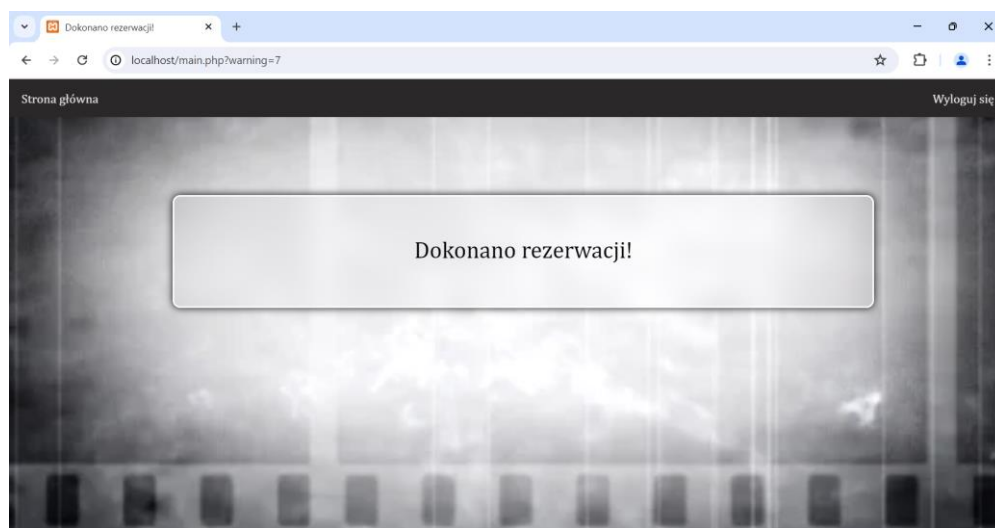 Dokonano rezerwacji!
localhost/main.php?warning=7
Strona główna
Wyloguj się
Dokonano rezerwacji!